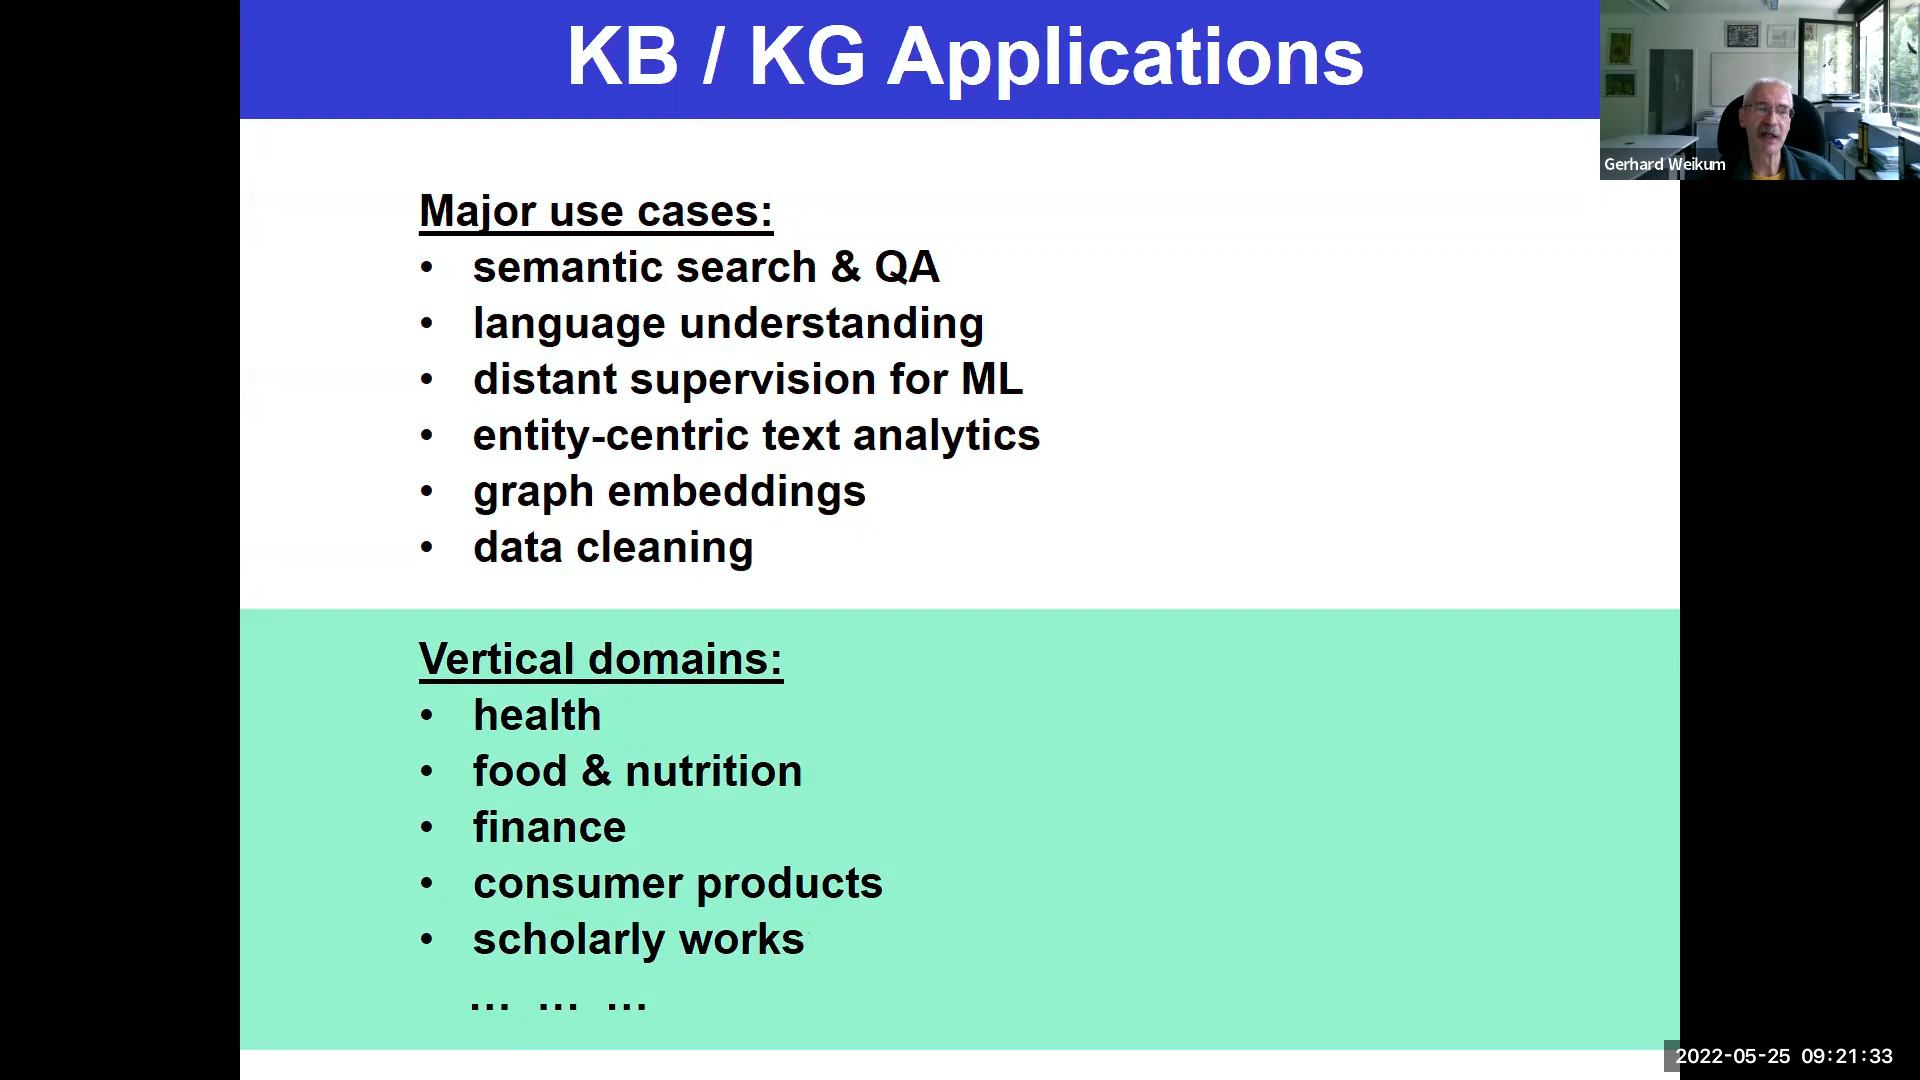 KB / KG Applications
Gerhard Weikum
Major use cases:
• semantic search & QA
• language understanding
• distant supervision for ML
• entity-centric text analytics
• graph embeddings
• data cleaning
Vertical domains:
• health
• food & nutrition
• finance
• consumer products
• scholarly works
... ... ...
2022-05-25 09:21:33